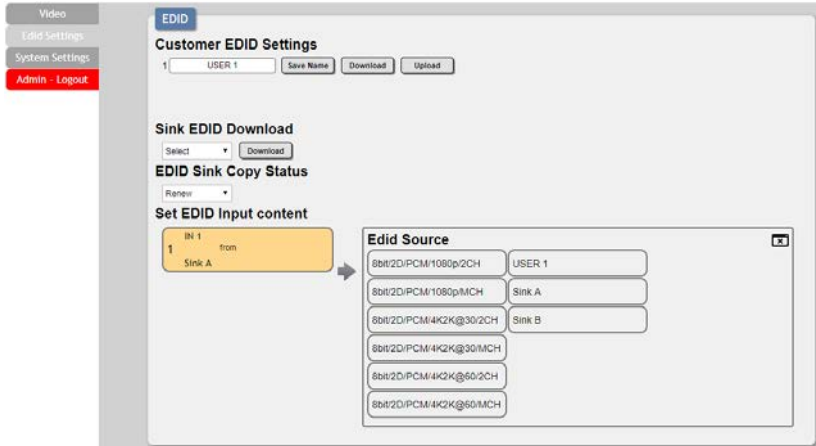 Video
Edid Settings
System Settings
Admin - Logout
EDID
Customer EDID Settings
1 USER 1 Save Name Download Upload
Sink EDID Download
Select Download
EDID Sink Copy Status
Renew
Set EDID Input content
IN 1
1 from
Sink A
Edid Source
8bit/2D/PCM/1080p/2CH USER 1
8bit/2D/PCM/1080p/MCH Sink A
8bit/2D/PCM/4K2K@30/2CH Sink B
8bit/2D/PCM/4K2K@30/MCH
8bit/2D/PCM/4K2K@60/2CH
8bit/2D/PCM/4K2K@60/MCH